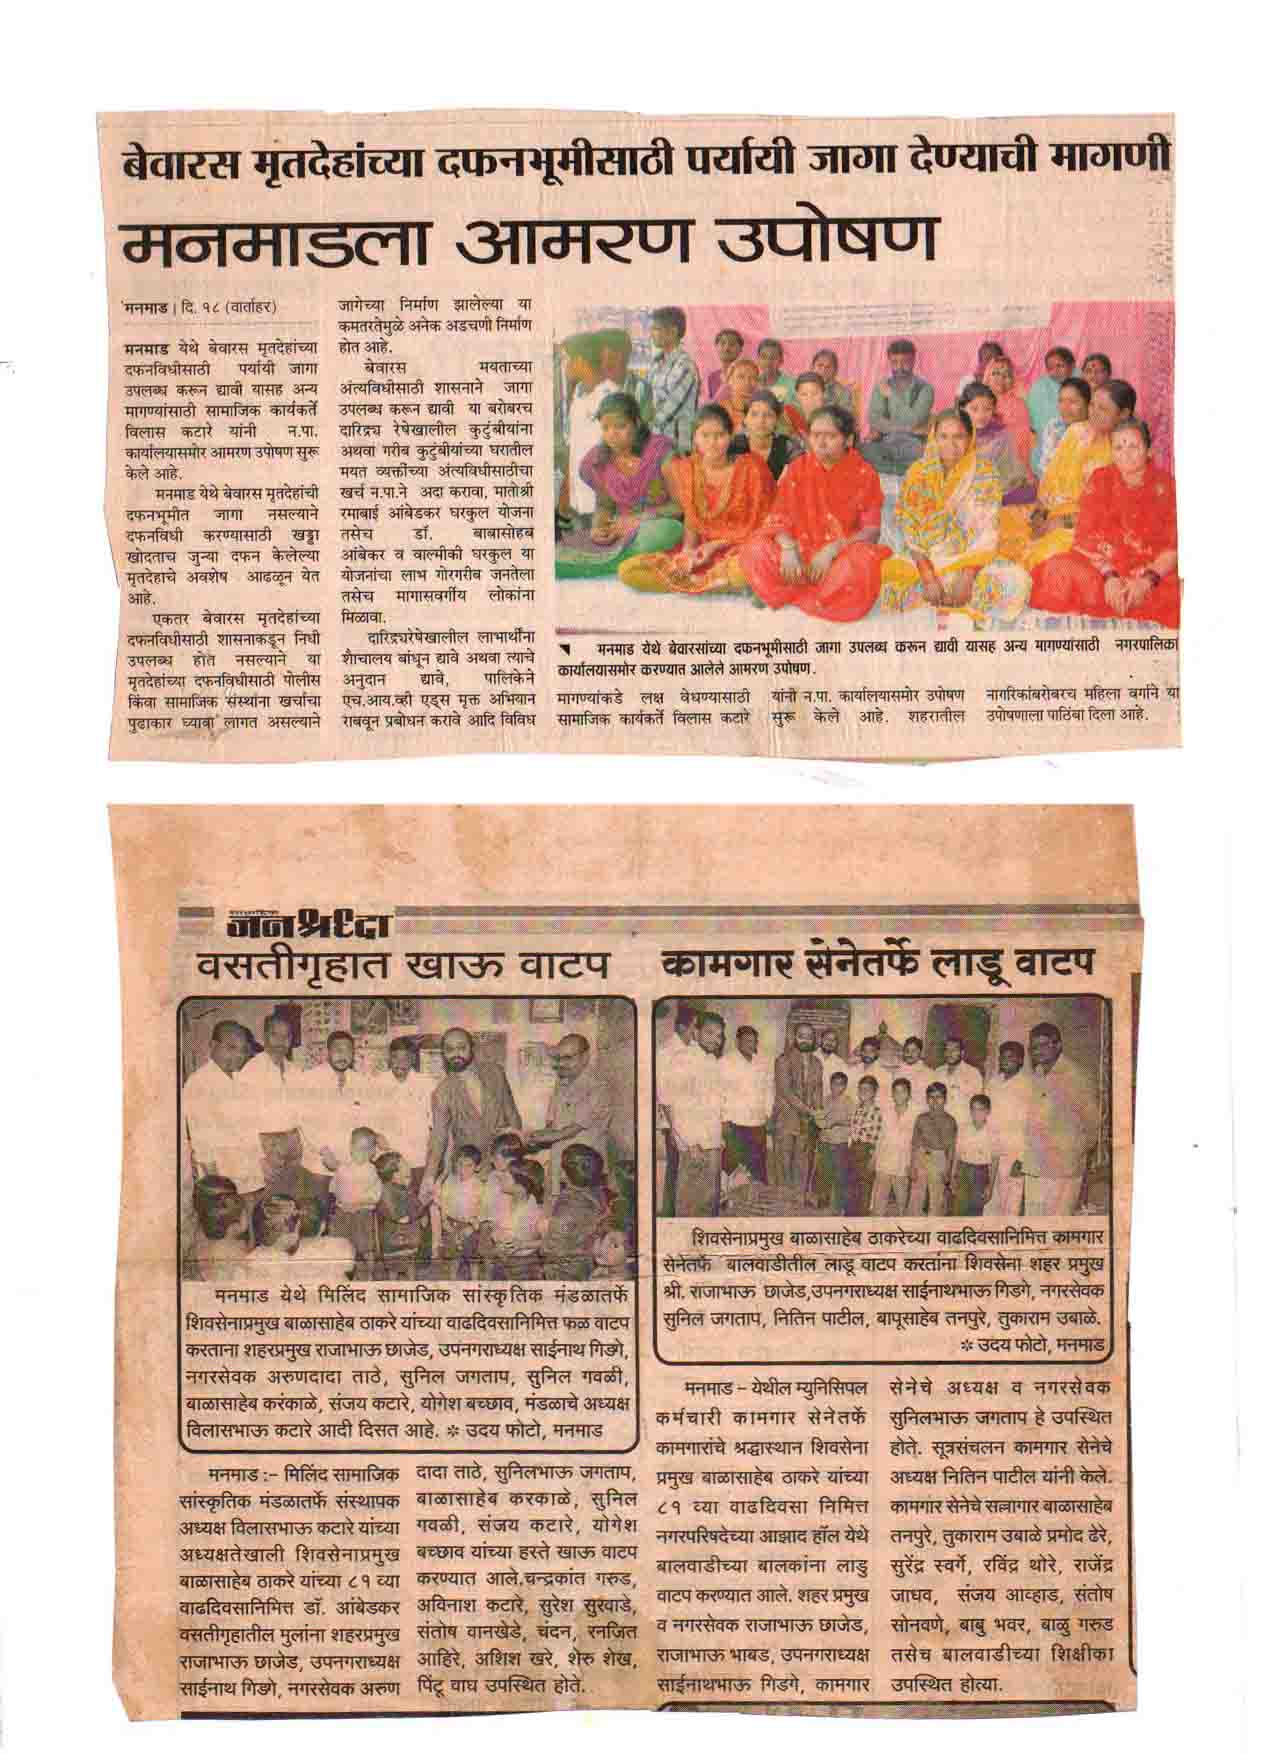 बेवारस मृतदेहांच्या दफनभूमीसाठी पर्यायी जागा देण्याची मागणी
मनमाडला आमरण उपोषण
मनमाड | दि. १८ (वार्ताहर)
मनमाड येथे बेवारस मृतदेहांच्या
दफनविधीसाठी पर्यायी जागा
उपलब्ध करून द्यावी यासह अन्य
मागण्यांसाठी सामाजिक कार्यकर्ते
विलास कटारे यांनी न.पा.
कार्यालयासमोर आमरण उपोषण सुरू
केले आहे.
मनमाड येथे बेवारस मृतदेहांची
दफनभूमीत जागा नसल्याने
दफनविधी करण्यासाठी खड्डा
खोदताच जुन्या दफन केलेल्या
मृतदेहाचे अवशेष आढळून येत
आहे.
एकतर बेवारस मृतदेहांच्या
दफनविधीसाठी शासनाकडून निधी
उपलब्ध होत नसल्याने या
मृतदेहांच्या दफनविधीसाठी पोलीस
किंवा सामाजिक संस्थांना खर्चाचा
पुढाकार घ्यावा लागत असल्याने
जागेच्या निर्माण झालेल्या या
कमतरतेमुळे अनेक अडचणी निर्माण
होत आहे.
बेवारस मयताच्या
अंत्यविधीसाठी शासनाने जागा
उपलब्ध करून द्यावी या बरोबरच
दारिद्र्य रेषेखालील कुटुंबीयांना
अथवा गरीब कुटुंबीयांच्या घरातील
मयत व्यक्तींच्या अंत्यविधीसाठीचा
खर्च न.पा.ने अदा करावा, मातोश्री
रमाबाई आंबेडकर घरकुल योजना
तसेच डॉ. बाबासोहब
आंबेकर व वाल्मीकी घरकुल या
योजनांचा लाभ गोरगरीब जनतेला
तसेच मागासवर्गीय लोकांना
मिळावा.
दारिद्र्यरेषेखालील लाभार्थींना
शौचालय बांधून द्यावे अथवा त्याचे
अनुदान द्यावे, पालिकेने
एच.आय.व्ही एड्स मृक्त अभियान
राबवून प्रबोधन करावे आदि विविध
मनमाड येथे बेवारसांच्या दफनभूमीसाठी जागा उपलब्ध करून द्यावी यासह अन्य मागण्यांसाठी नगरपालिका
कार्यालयासमोर करण्यात आलेले आमरण उपोषण.
मागण्यांकडे लक्ष वेधण्यासाठी
सामाजिक कार्यकर्ते विलास कटारे
यांनी न.पा. कार्यालयासमोर उपोषण
सुरू केले आहे. शहरातील
नागरिकांबरोबरच महिला वर्गाने या
उपोषणाला पाठिंबा दिला आहे.
जनश्रध्दा
वसतीगृहात खाऊ वाटप
मनमाड येथे मिलिंद सामाजिक सांस्कृतिक मंडळातर्फे
शिवसेनाप्रमुख बाळासाहेब ठाकरे यांच्या वाढदिवसानिमित्त फळ वाटप
करताना शहरप्रमुख राजाभाऊ छाजेड, उपनगराध्यक्ष साईनाथ गिडगे,
नगरसेवक अरुणदादा ताठे, सुनिल जगताप, सुनिल गवळी,
बाळासाहेब करंकाळे, संजय कटारे, योगेश बच्छाव, मंडळाचे अध्यक्ष
विलासभाऊ कटारे आदी दिसत आहे. ✻ उदय फोटो, मनमाड
मनमाड :– मिलिंद सामाजिक
सांस्कृतिक मंडळातर्फे संस्थापक
अध्यक्ष विलासभाऊ कटारे यांच्या
अध्यक्षतेखाली शिवसेनाप्रमुख
बाळासाहेब ठाकरे यांच्या ८१ व्या
वाढदिवसानिमित्त डॉ. आंबेडकर
वसतीगृहातील मुलांना शहरप्रमुख
राजाभाऊ छाजेड, उपनगराध्यक्ष
साईनाथ गिडगे, नगरसेवक अरुण
दादा ताठे, सुनिलभाऊ जगताप,
बाळासाहेब करकाळे, सुनिल
गवळी, संजय कटारे, योगेश
बच्छाव यांच्या हस्ते खाऊ वाटप
करण्यात आले.चन्द्रकांत गरुड,
अविनाश कटारे, सुरेश सुरवाडे,
संतोष वानखेडे, चंदन, रनजित
आहिरे, अशिश खरे, शेरु शेख,
पिंटू वाघ उपस्थित होते.
कामगार सेनेतर्फे लाडू वाटप
शिवसेनाप्रमुख बाळासाहेब ठाकरेच्या वाढदिवसानिमित्त कामगार
सेनेतर्फे बालवाडीतील लाडू वाटप करतांना शिवसेना शहर प्रमुख
श्री. राजाभाऊ छाजेड,उपनगराध्यक्ष साईनाथभाऊ गिडगे, नगरसेवक
सुनिल जगताप, नितिन पाटील, बापूसाहेब तनपुरे, तुकाराम उबाळे.
✻ उदय फोटो, मनमाड
मनमाड – येथील म्युनिसिपल
कर्मचारी कामगार सेनेतर्फे
कामगारांचे श्रद्धास्थान शिवसेना
प्रमुख बाळासाहेब ठाकरे यांच्या
८१ व्या वाढदिवसा निमित्त
नगरपरिषदेच्या आझाद हॉल येथे
बालवाडीच्या बालकांना लाडु
वाटप करण्यात आले. शहर प्रमुख
व नगरसेवक राजाभाऊ छाजेड,
राजाभाऊ भाबड, उपनगराध्यक्ष
साईनाथभाऊ गिडगे, कामगार
सेनेचे अध्यक्ष व नगरसेवक
सुनिलभाऊ जगताप हे उपस्थित
होते. सूत्रसंचलन कामगार सेनेचे
अध्यक्ष नितिन पाटील यांनी केले.
कामगार सेनेचे सल्लागार बाळासाहेब
तनपुरे, तुकाराम उबाळे प्रमोद ढेरे,
सुरेंद्र स्वर्गे, रविंद्र थोरे, राजेंद्र
जाधव, संजय आव्हाड, संतोष
सोनवणे, बाबु भवर, बाळु गरुड
तसेच बालवाडीच्या शिक्षीका
उपस्थित होत्या.